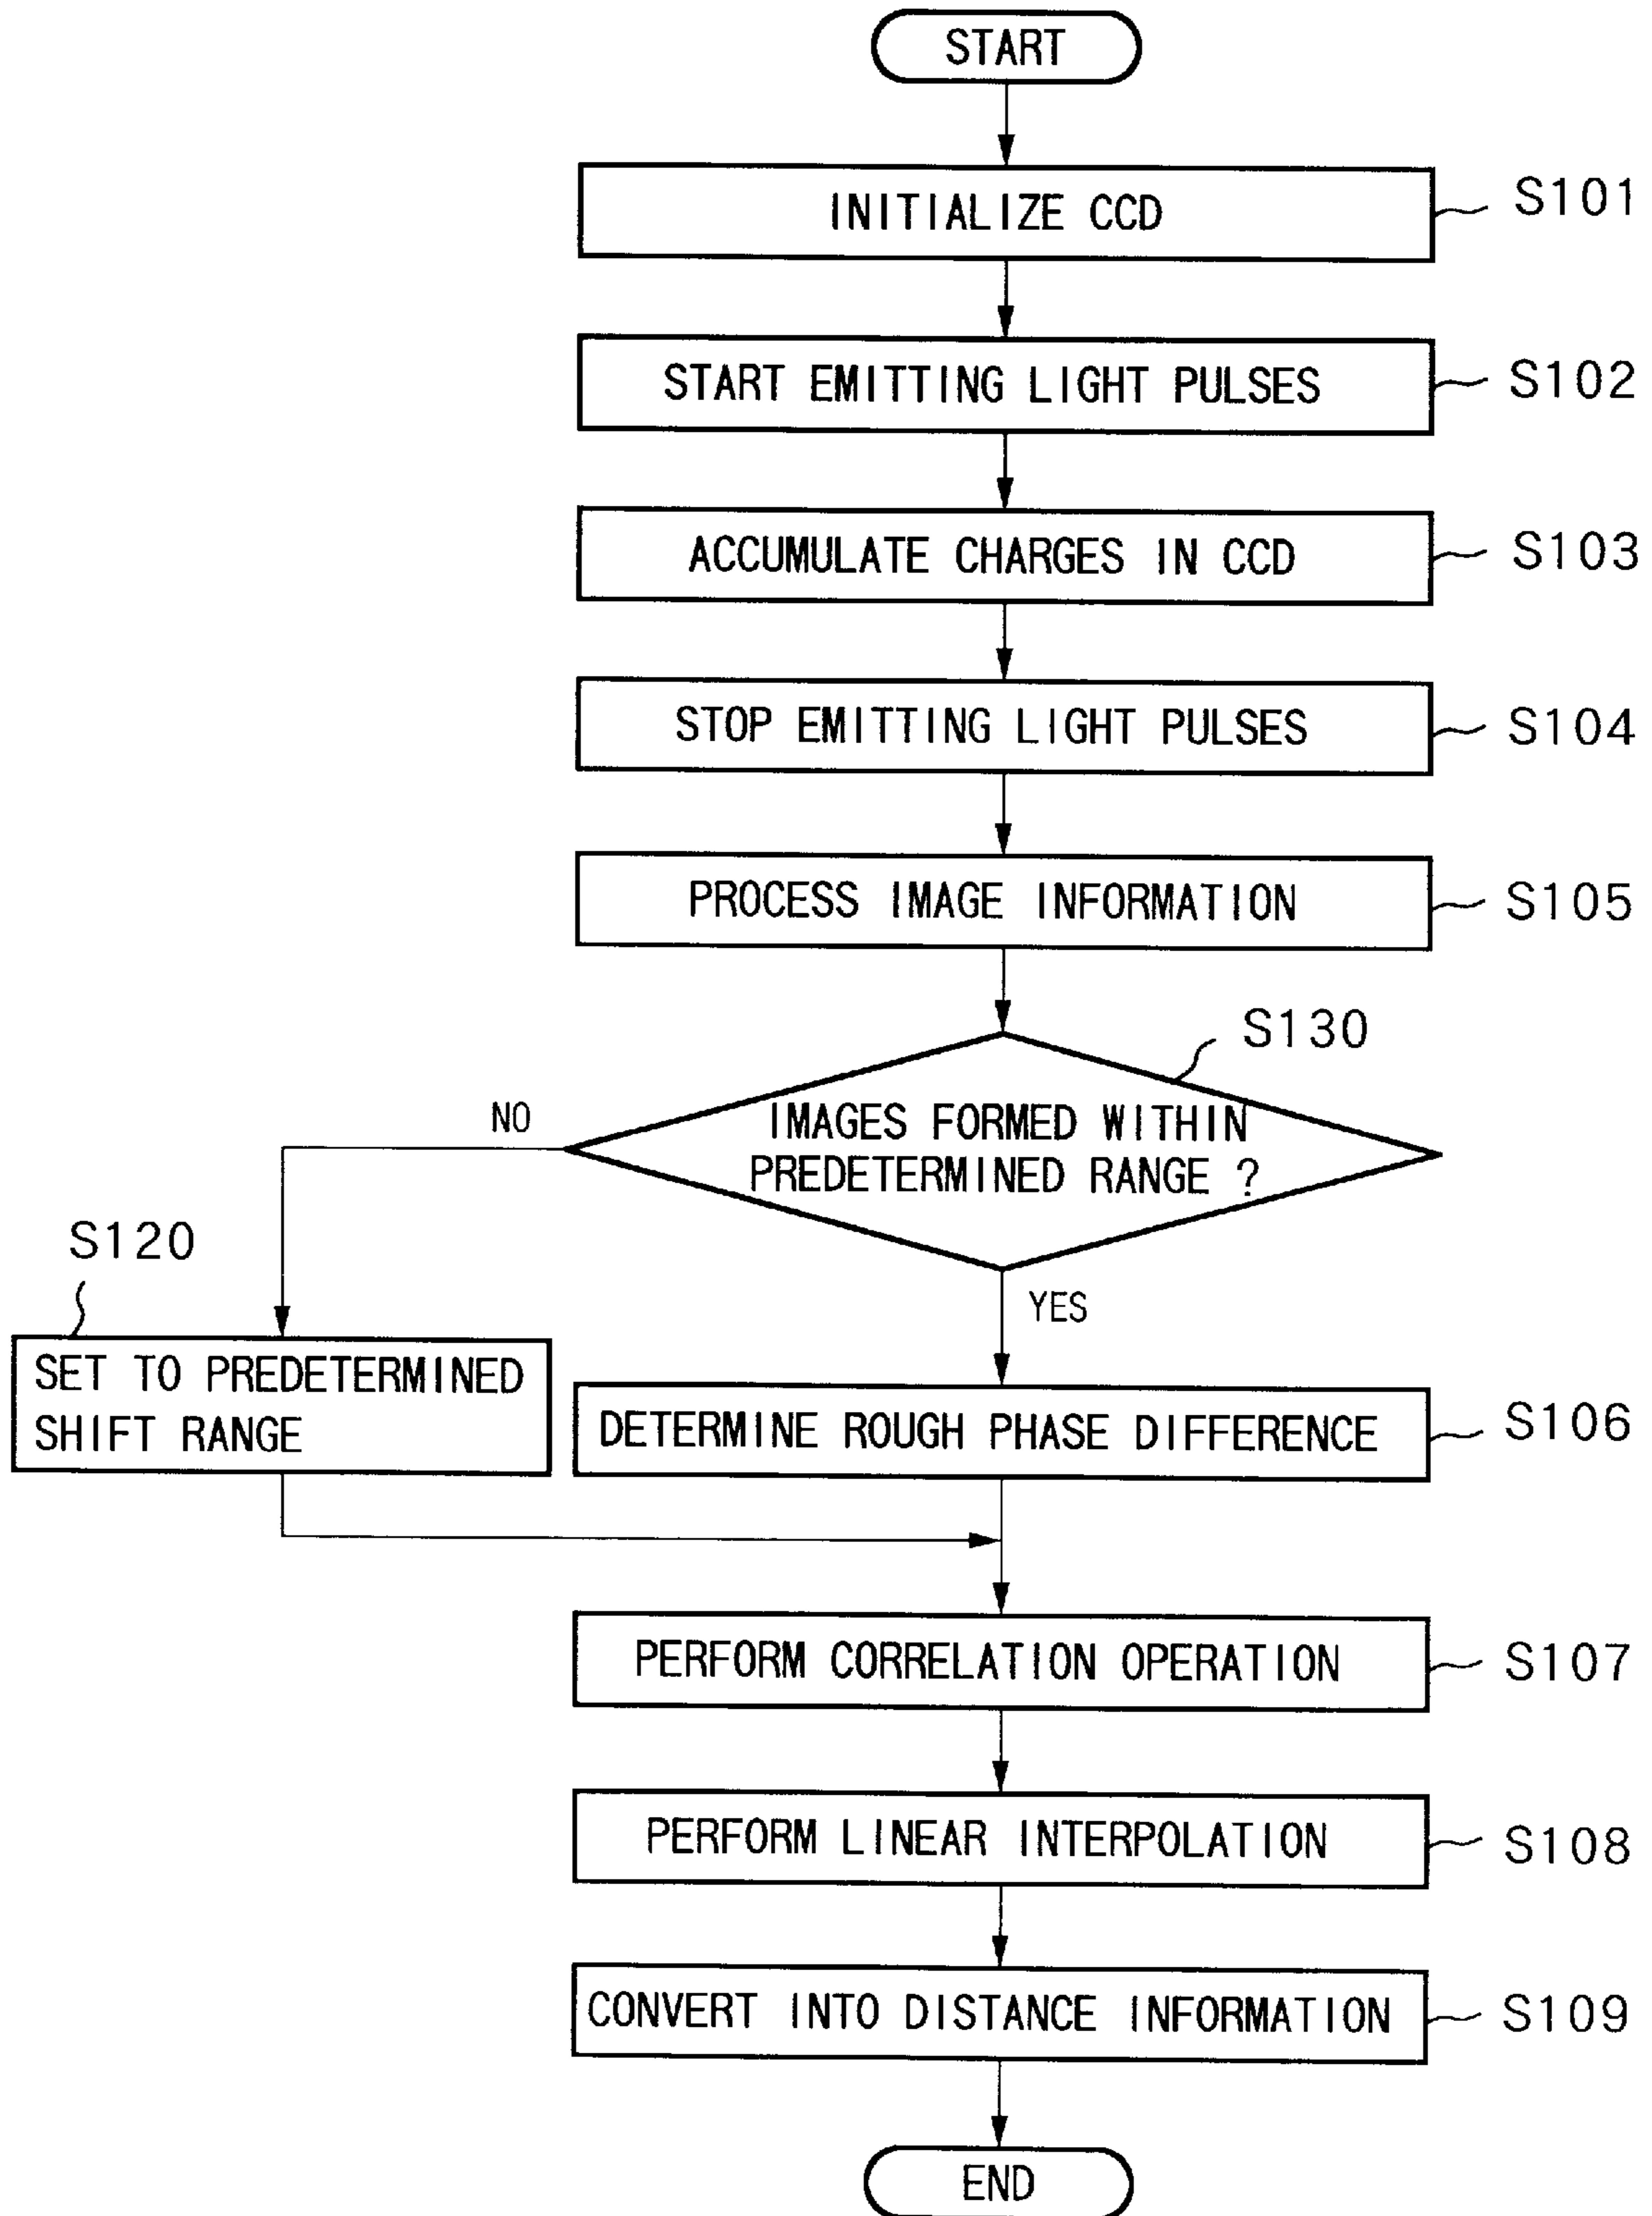 START
INITIALIZE CCD
S101
START EMITTING LIGHT PULSES
S102
ACCUMULATE CHARGES IN CCD
S103
STOP EMITTING LIGHT PULSES
S104
PROCESS IMAGE INFORMATION
S105
S130
IMAGES FORMED WITHIN
PREDETERMINED RANGE ?
NO
YES
S120
SET TO PREDETERMINED
SHIFT RANGE
DETERMINE ROUGH PHASE DIFFERENCE
S106
PERFORM CORRELATION OPERATION
S107
PERFORM LINEAR INTERPOLATION
S108
CONVERT INTO DISTANCE INFORMATION
S109
END